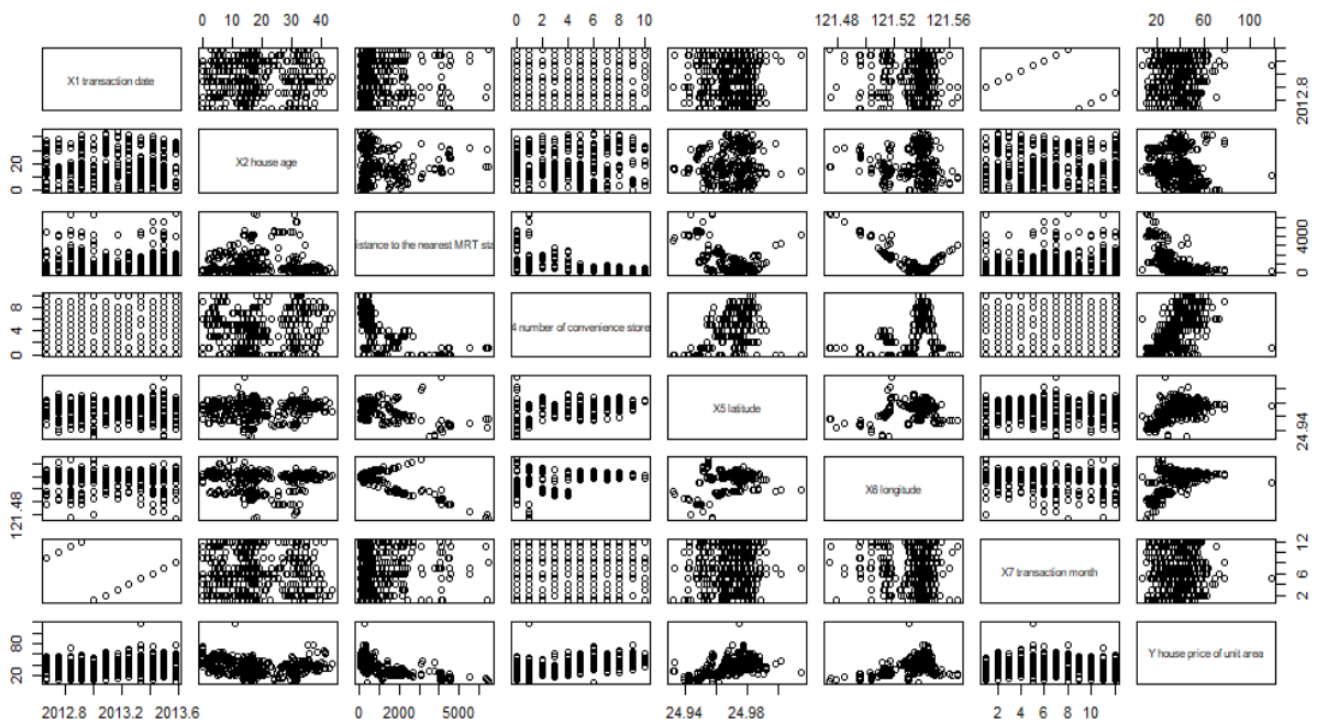 0 10 20 30 40
0 2 4 6 8 10
121.48 121.52 121.56
20 60 100
X1 transaction date
2012.8
0 20
X2 house age
istance to the nearest MRT sta
0 4000
0 4 8
4 number of convenience store
X5 latitude
24.94
121.48
X6 longitude
X7 transaction month
2 6 12
20 80
Y house price of unit area
2012.8 2013.2 2013.6
0 2000 5000
24.94 24.98
2 4 6 8 10